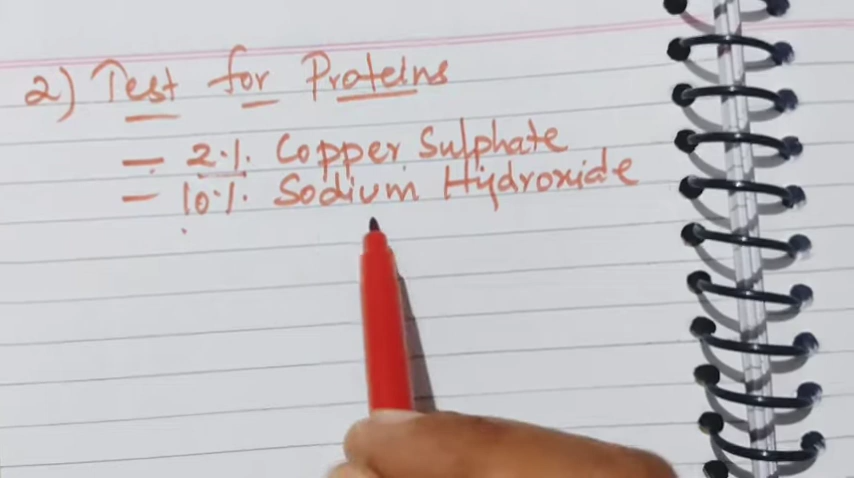 2) Test for Proteins
- 2%. Copper Sulphate
- 10%. Sodium Hydroxide